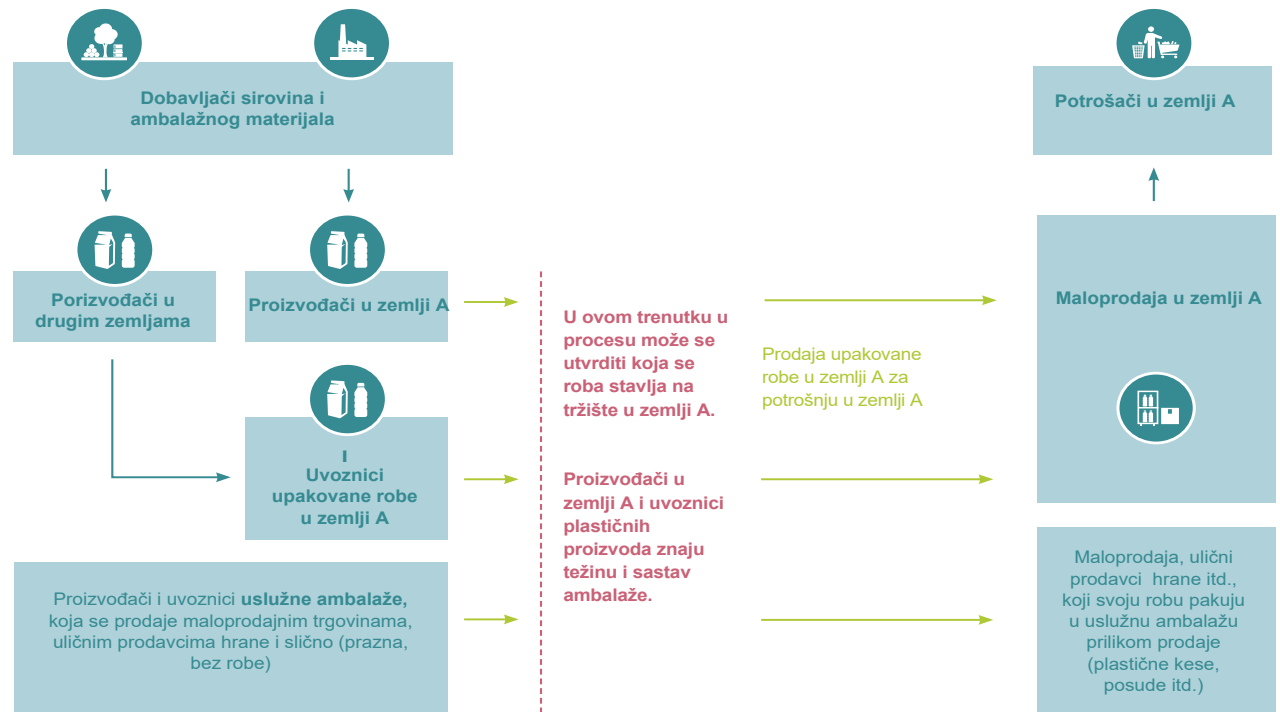 Dobavljači sirovina i
ambalažnog materijala
Potrošači u zemlji A
Porizvođači u
drugim zemljama
Proizvođači u zemlji A
Maloprodaja u zemlji A
U ovom trenutku u
procesu može se
utvrditi koja se
roba stavlja na
tržište u zemlji A.
Prodaja upakovane
robe u zemlji A za
potrošnju u zemlji A
I
Uvoznici
upakovane robe
u zemlji A
Proizvođači u
zemlji A i uvoznici
plastičnih
proizvoda znaju
težinu i sastav
ambalaže.
Proizvođači i uvoznici uslužne ambalaže,
koja se prodaje maloprodajnim trgovinama,
uličnim prodavcima hrane i slično (prazna,
bez robe)
Maloprodaja, ulični
prodavci hrane itd.,
koji svoju robu pakuju
u uslužnu ambalažu
prilikom prodaje
(plastične kese,
posude itd.)